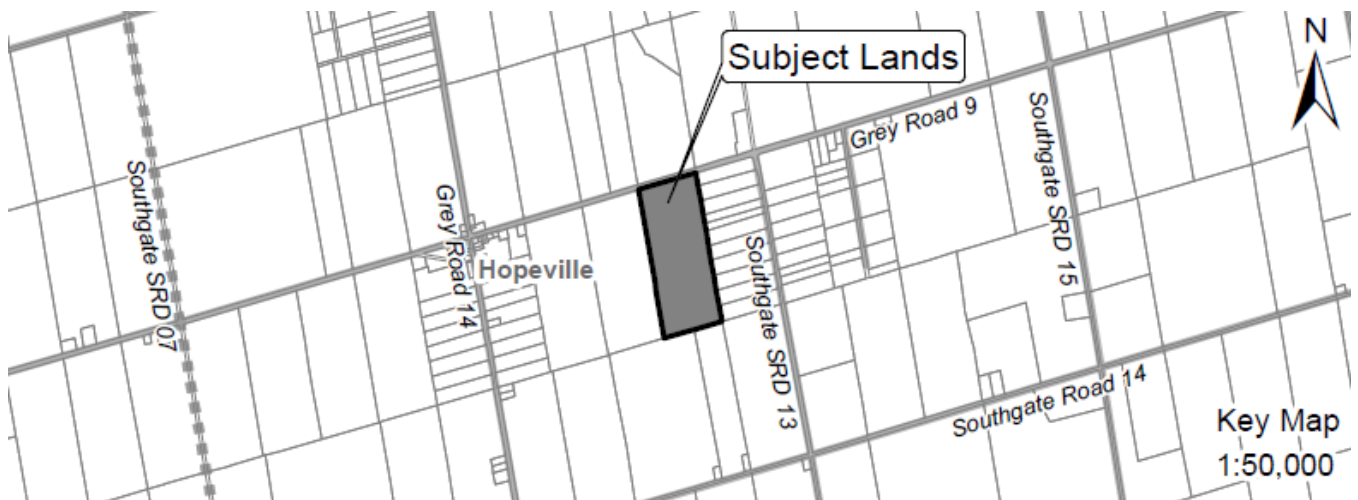 N
Subject Lands
Grey Road 9
Southgate SRD 07
Grey Road 14
Hopeville
Southgate SRD 13
Southgate SRD 15
Southgate Road 14
Key Map
1:50,000